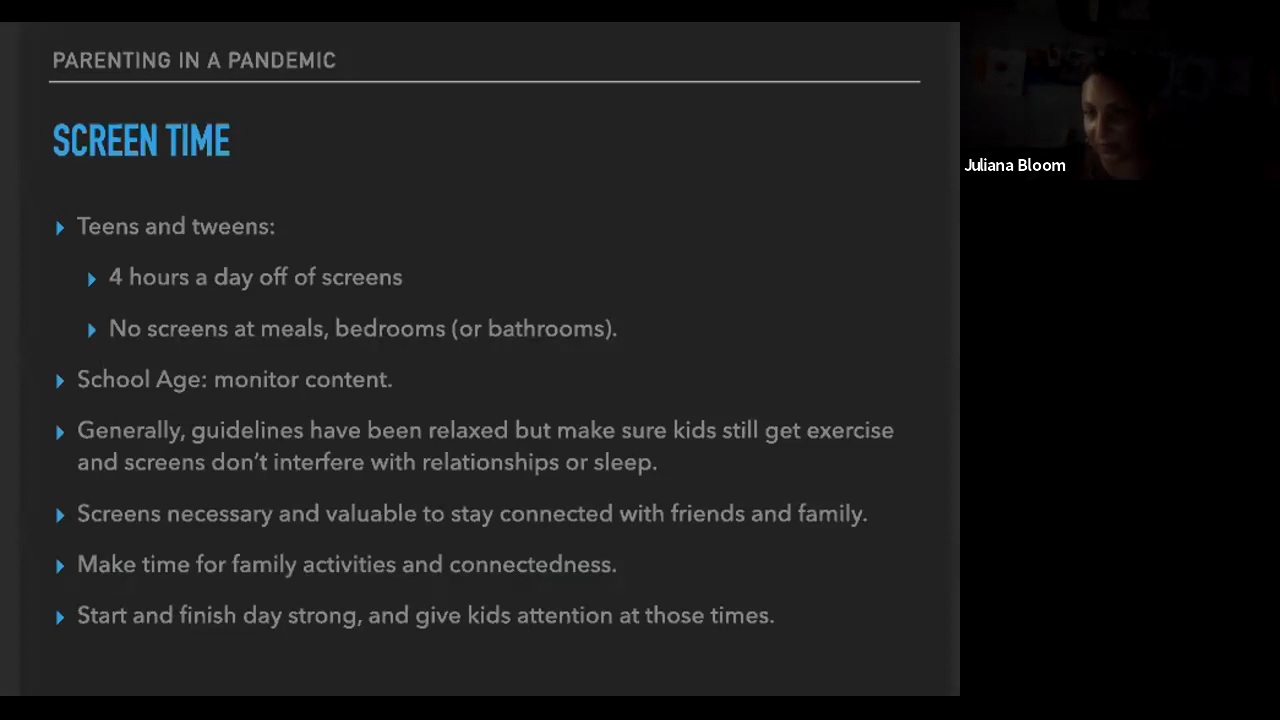 PARENTING IN A PANDEMIC
SCREEN TIME
Teens and tweens:
4 hours a day off of screens
No screens at meals, bedrooms (or bathrooms).
School Age: monitor content.
Generally, guidelines have been relaxed but make sure kids still get exercise
and screens don’t interfere with relationships or sleep.
Screens necessary and valuable to stay connected with friends and family.
Make time for family activities and connectedness.
Start and finish day strong, and give kids attention at those times.
Juliana Bloom